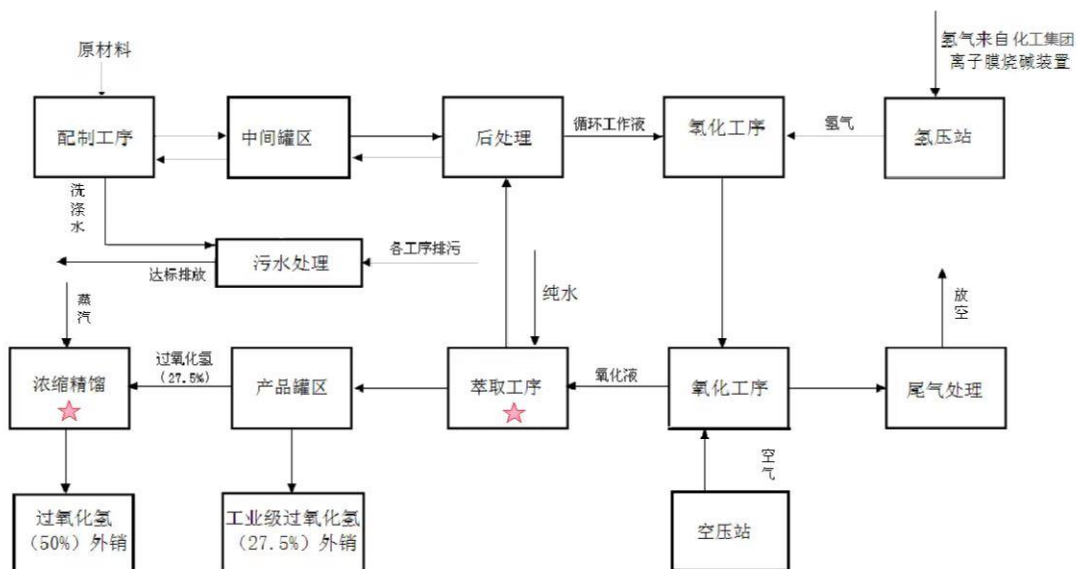 原材料
氢气来自化工集团
离子膜烧碱装置
配制工序
中间罐区
后处理
循环工作液
氢化工序
氢气
氢压站
洗涤水
污水处理
各工序排污
达标排放
蒸汽
纯水
放空
浓缩精馏
过氧化氢
(27.5%)
产品罐区
萃取工序
氧化液
氧化工序
尾气处理
空气
过氧化氢
(50%)外销
工业级过氧化氢
(27.5%)外销
空压站